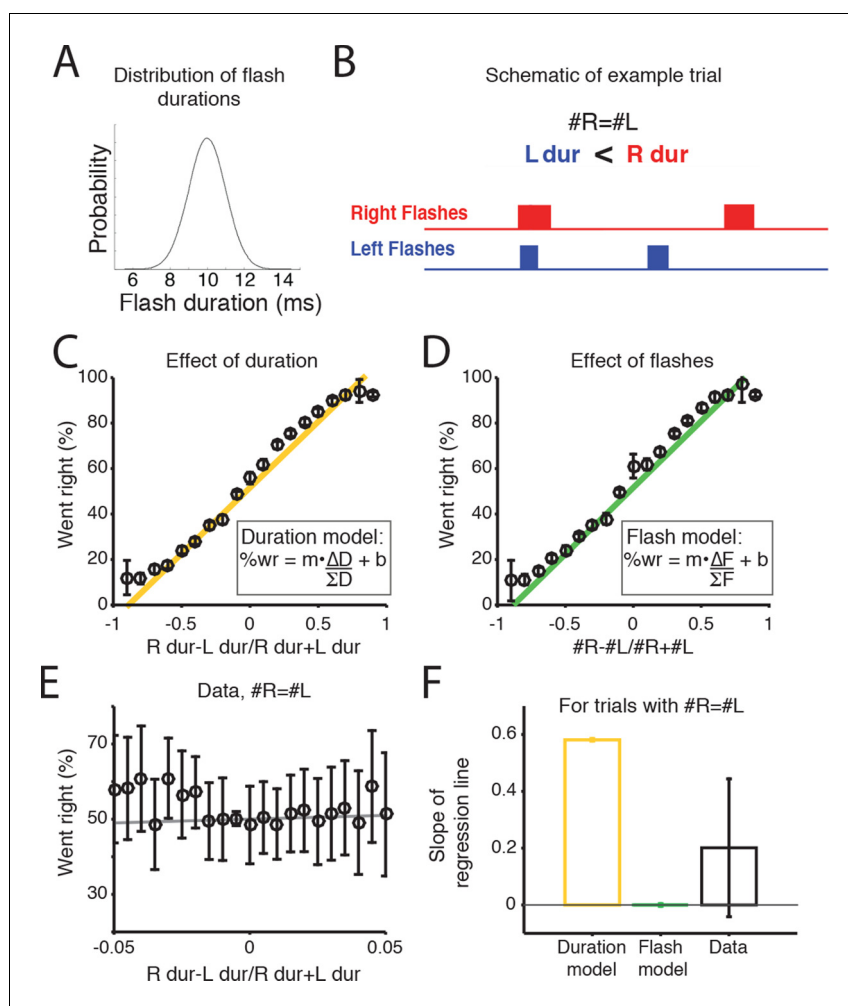 A
Distribution of flash
durations
Probability
6 8 10 12 14
Flash duration (ms)
B
Schematic of example trial
#R=#L
L dur < R dur
Right Flashes
Left Flashes
C
Effect of duration
Went right (%)
100
80
60
40
20
0
Duration model:
%wr = m•ΔD/ΣD + b
-1 -0.5 0 0.5 1
R dur-L dur/R dur+L dur
D
Effect of flashes
Went right (%)
100
80
60
40
20
0
Flash model:
%wr = m•ΔF/ΣF + b
-1 -0.5 0 0.5 1
#R-#L/#R+#L
E
Data, #R=#L
Went right (%)
70
50
30
-0.05 0 0.05
R dur-L dur/R dur+L dur
F
For trials with #R=#L
Slope of
regression line
0.6
0.4
0.2
0
Duration
model
Flash
model
Data